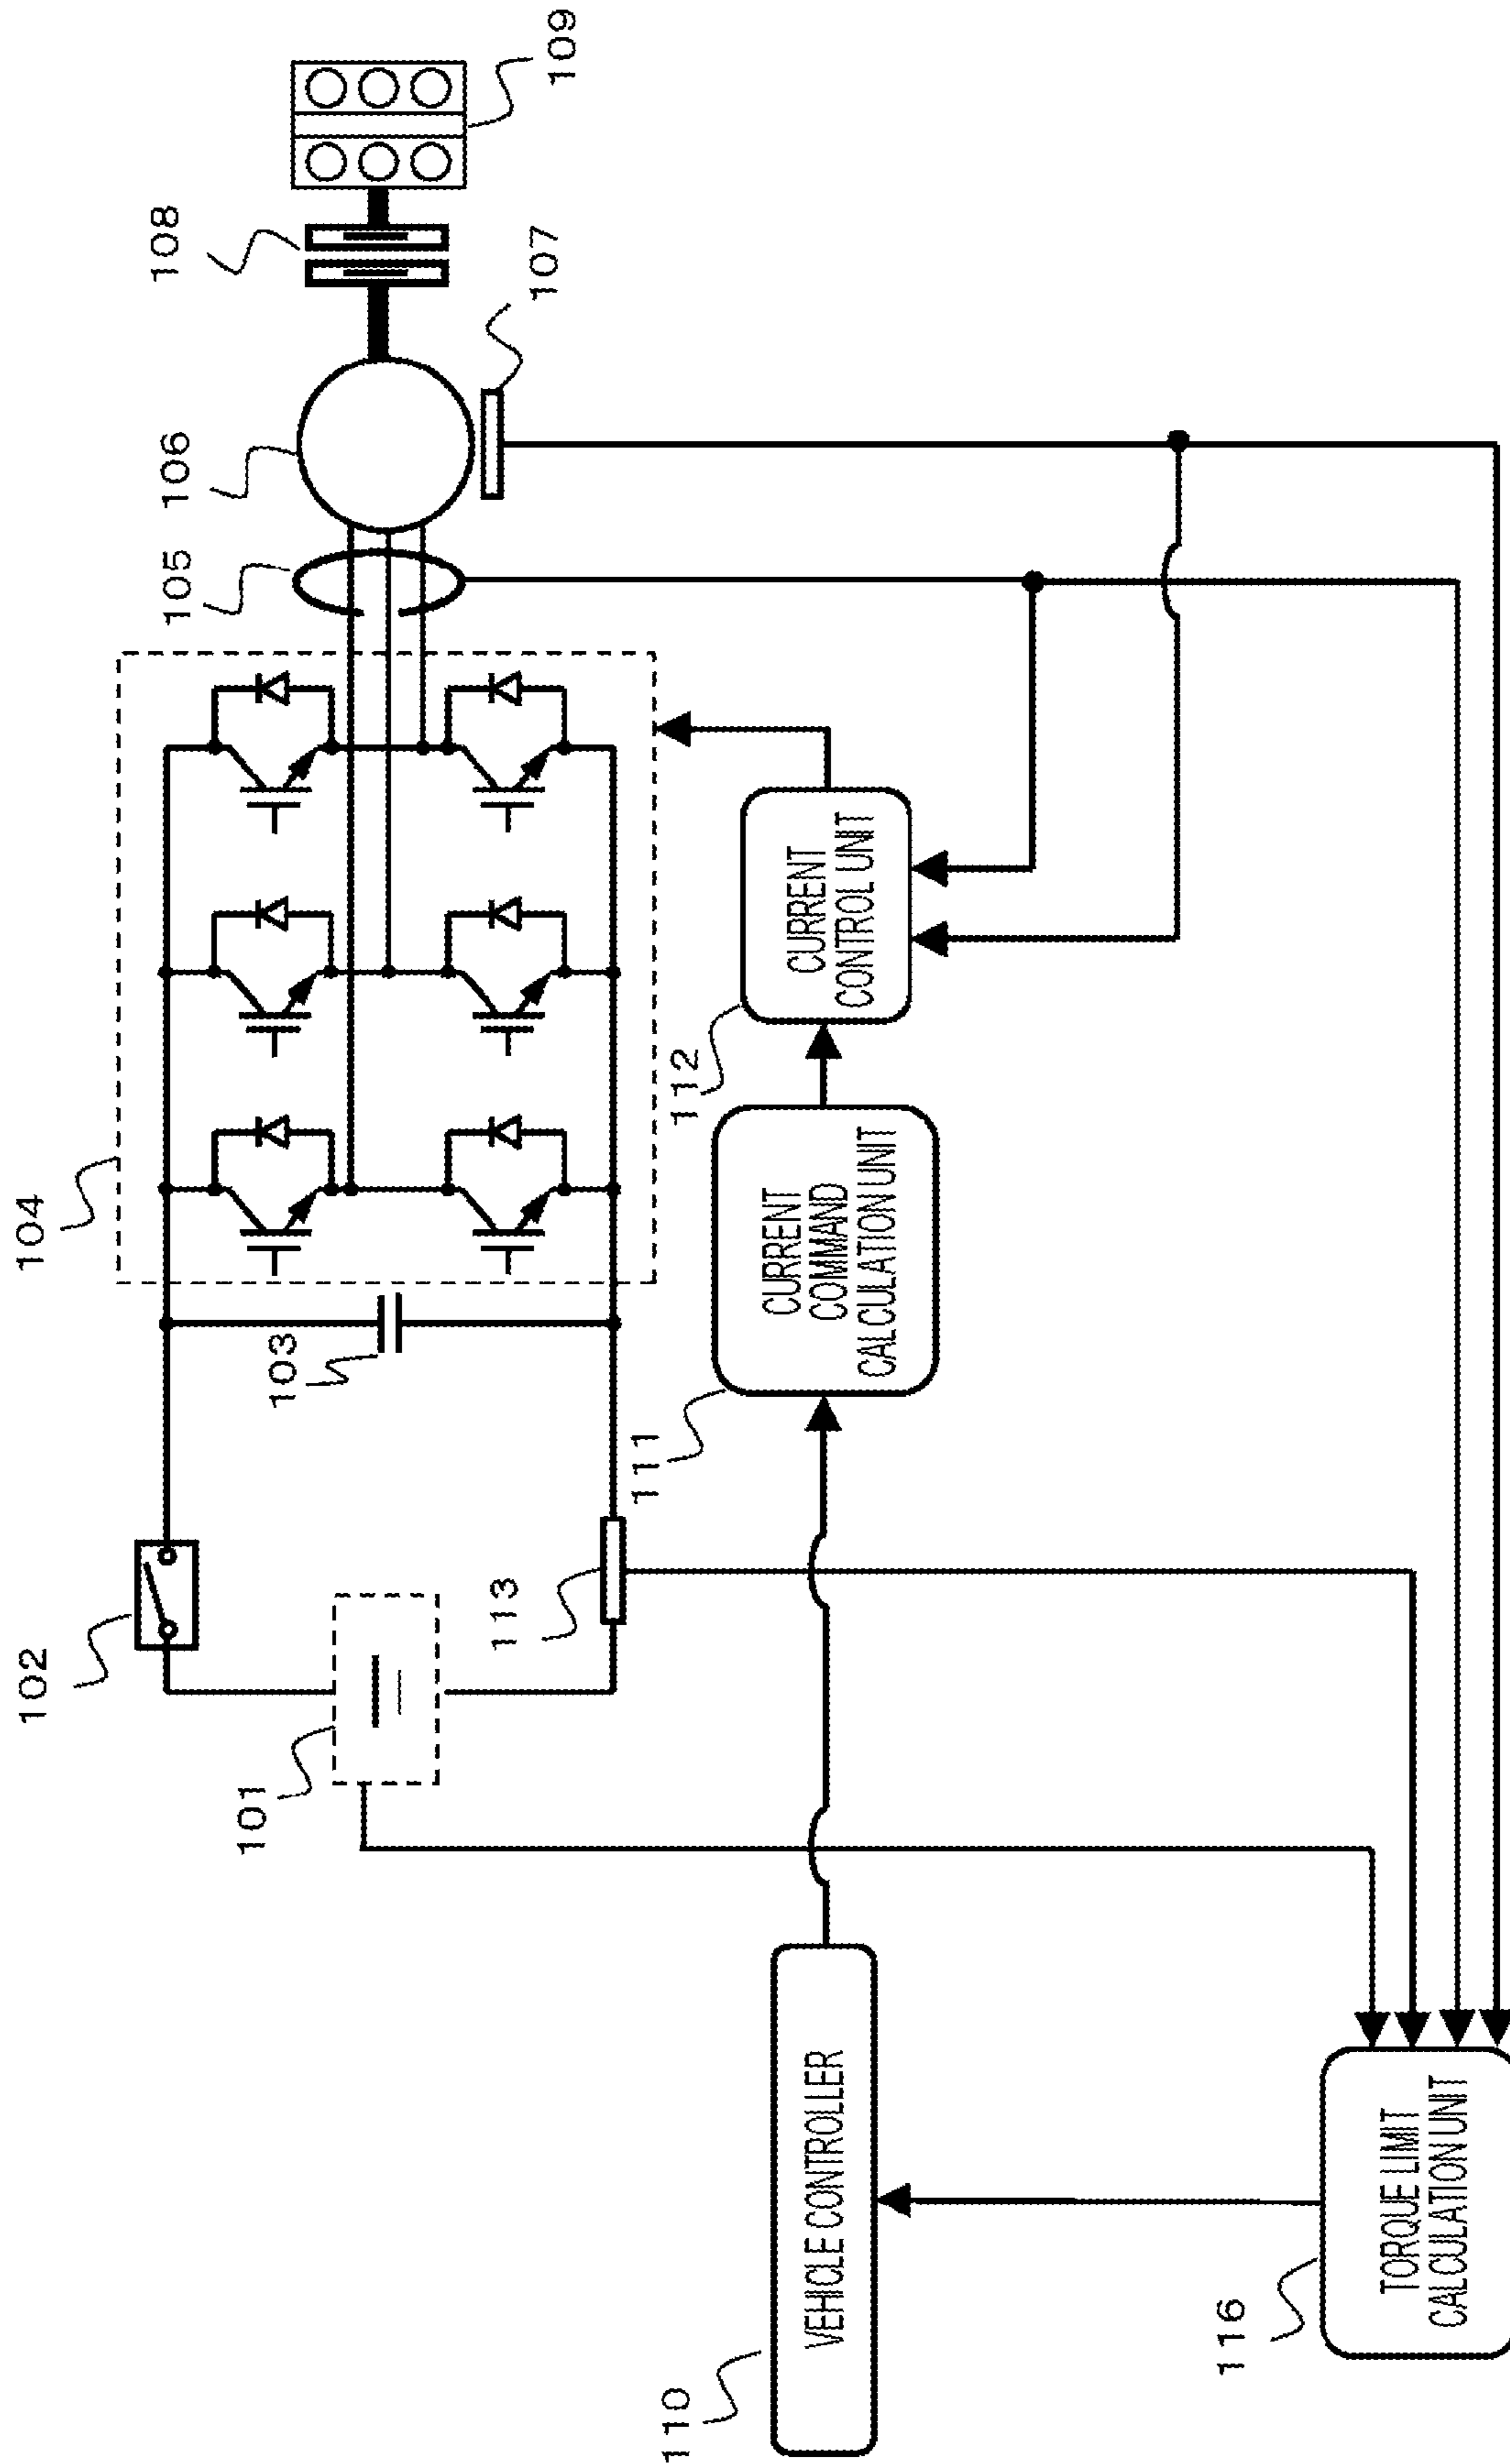 101
102
103
104
105
106
107
108
109
113
VEHICLE CONTROLLER
110
CURRENT
COMMAND
CALCULATION UNIT
111
CURRENT
CONTROL UNIT
112
TORQUE LIMIT
CALCULATION UNIT
116